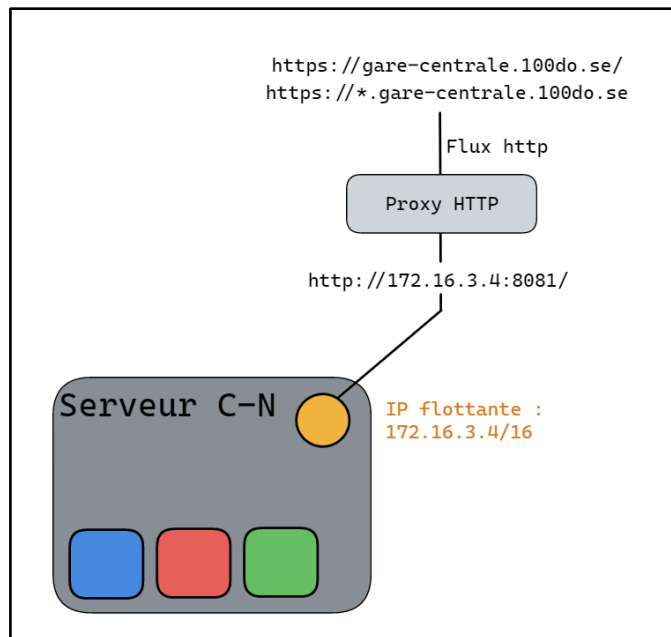 https://gare-centrale.100do.se/
https://*.gare-centrale.100do.se
Flux http
Proxy HTTP
http://172.16.3.4:8081/
Serveur C-N
IP flottante :
172.16.3.4/16